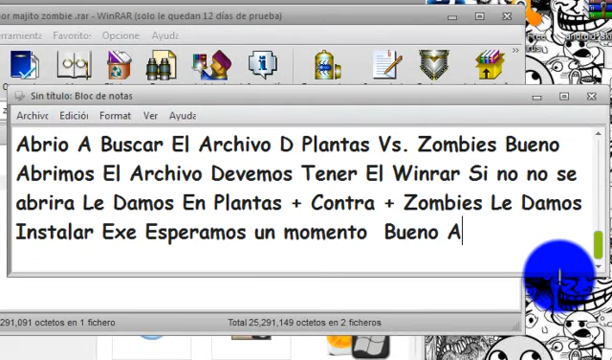 or majito zombie .rar - WinRAR (solo le quedan 12 días de prueba)
Favoritos Opciones Ayuda
Sin título: Bloc de notas
Archivo Edición Format Ver Ayuda
Abrio A Buscar El Archivo D Plantas Vs. Zombies Bueno
Abrimos El Archivo Devemos Tener El Winrar Si no no se
abrira Le Damos En Plantas + Contra + Zombies Le Damos
Instalar Exe Esperamos un momento Bueno A
291,091 octetos en 1 fichero
Total 25,291,149 octetos en 2 ficheros